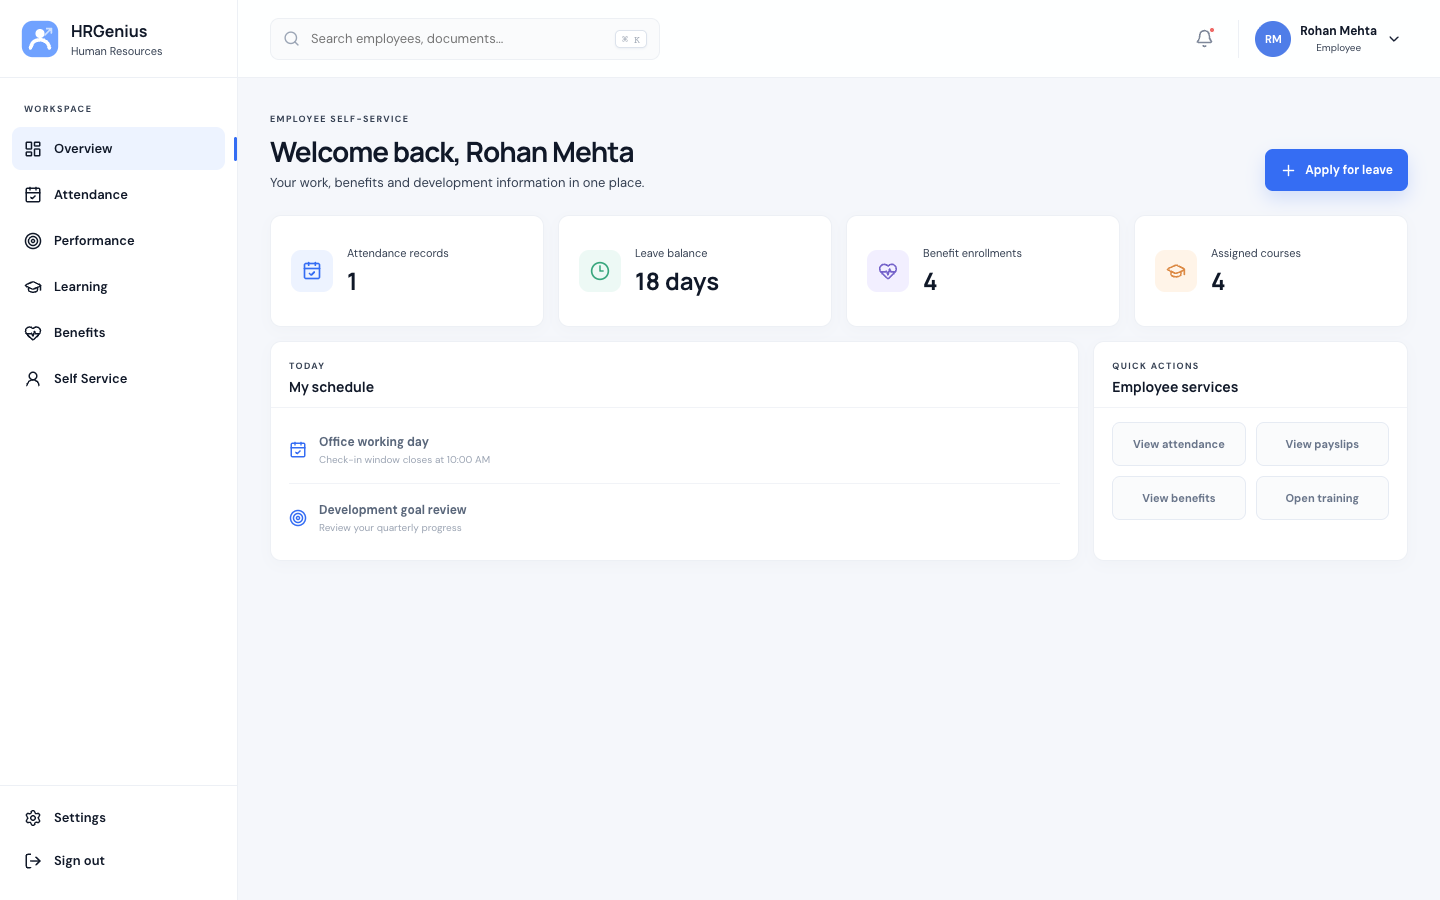 HRGenius
Human Resources
WORKSPACE
Overview
Attendance
Performance
Learning
Benefits
Self Service
Settings
Sign out
Search employees, documents...
⌘ K
RM
Rohan Mehta
Employee
EMPLOYEE SELF-SERVICE
Welcome back, Rohan Mehta
Your work, benefits and development information in one place.
Apply for leave
Attendance records
1
Leave balance
18 days
Benefit enrollments
4
Assigned courses
4
TODAY
My schedule
Office working day
Check-in window closes at 10:00 AM
Development goal review
Review your quarterly progress
QUICK ACTIONS
Employee services
View attendance
View payslips
View benefits
Open training